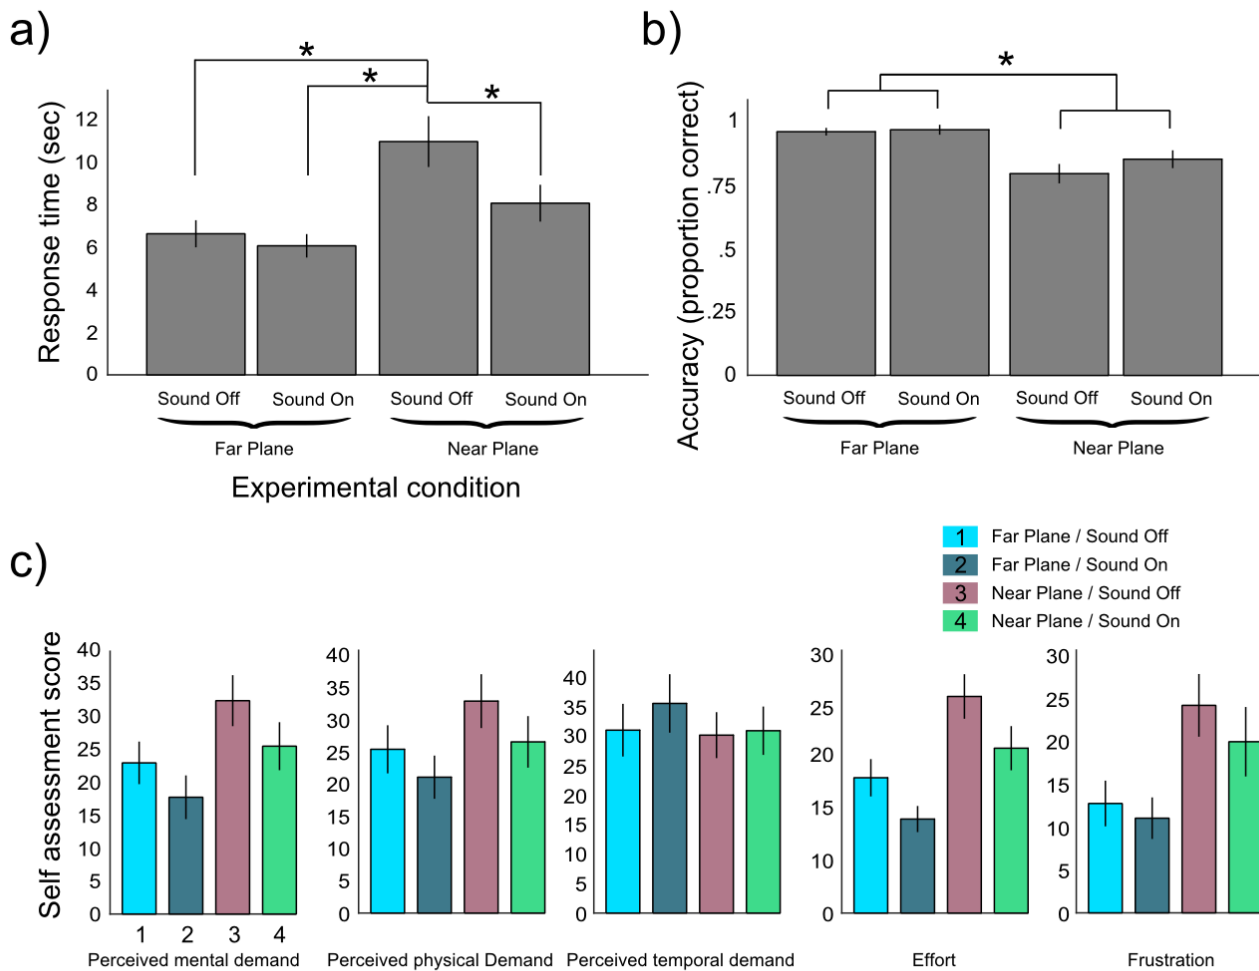 a)
Response time (sec)
12
10
8
6
4
2
0
*
*
*
Sound Off
Sound On
Sound Off
Sound On
Far Plane
Near Plane
Experimental condition
b)
Accuracy (proportion correct)
1
.75
.5
.25
0
*
Sound Off
Sound On
Sound Off
Sound On
Far Plane
Near Plane
1 Far Plane / Sound Off
2 Far Plane / Sound On
3 Near Plane / Sound Off
4 Near Plane / Sound On
c)
Self assessment score
40
35
30
25
20
15
10
5
0
1 2 3 4
Perceived mental demand
40
35
30
25
20
15
10
5
0
Perceived physical Demand
40
35
30
25
20
15
10
5
0
Perceived temporal demand
30
25
20
15
10
0
Effort
30
25
20
15
10
5
0
Frustration